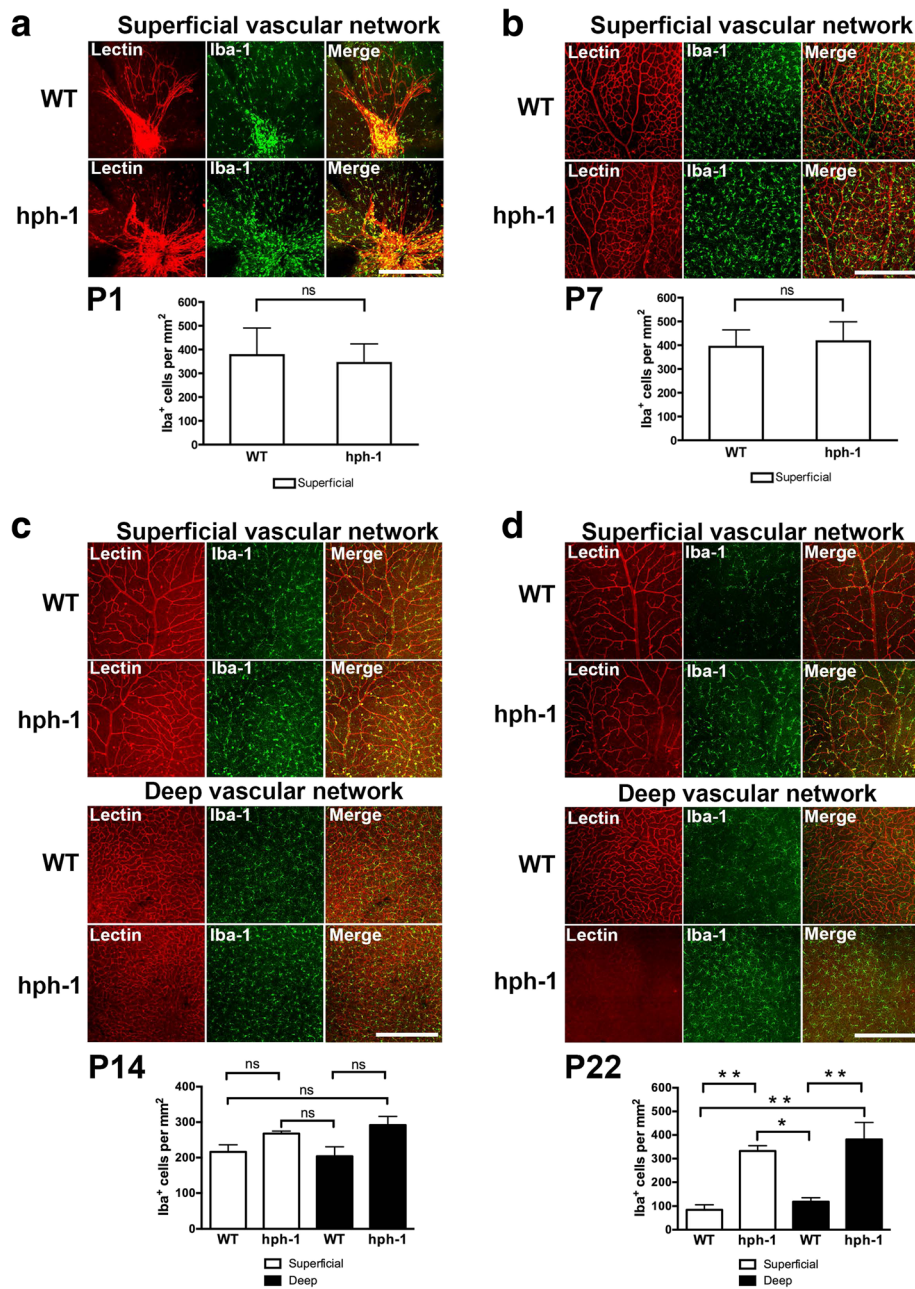 a
Superficial vascular network
Lectin Iba-1 Merge
WT
Lectin Iba-1 Merge
hph-1
P1
ns
Iba+ cells per mm2
600
500
400
300
200
100
0
WT hph-1
Superficial
b
Superficial vascular network
Lectin Iba-1 Merge
WT
Lectin Iba-1 Merge
hph-1
P7
ns
Iba+ cells per mm2
600
500
400
300
200
100
0
WT hph-1
Superficial
c
Superficial vascular network
Lectin Iba-1 Merge
WT
Lectin Iba-1 Merge
hph-1
Deep vascular network
Lectin Iba-1 Merge
WT
Lectin Iba-1 Merge
hph-1
P14
ns ns
ns
ns
Iba+ cells per mm2
400
300
200
100
0
WT hph-1 WT hph-1
Superficial
Deep
d
Superficial vascular network
Lectin Iba-1 Merge
WT
Lectin Iba-1 Merge
hph-1
Deep vascular network
Lectin Iba-1 Merge
WT
Lectin Iba-1 Merge
hph-1
P22
** **
**
*
Iba+ cells per mm2
600
500
400
300
200
100
0
WT hph-1 WT hph-1
Superficial
Deep